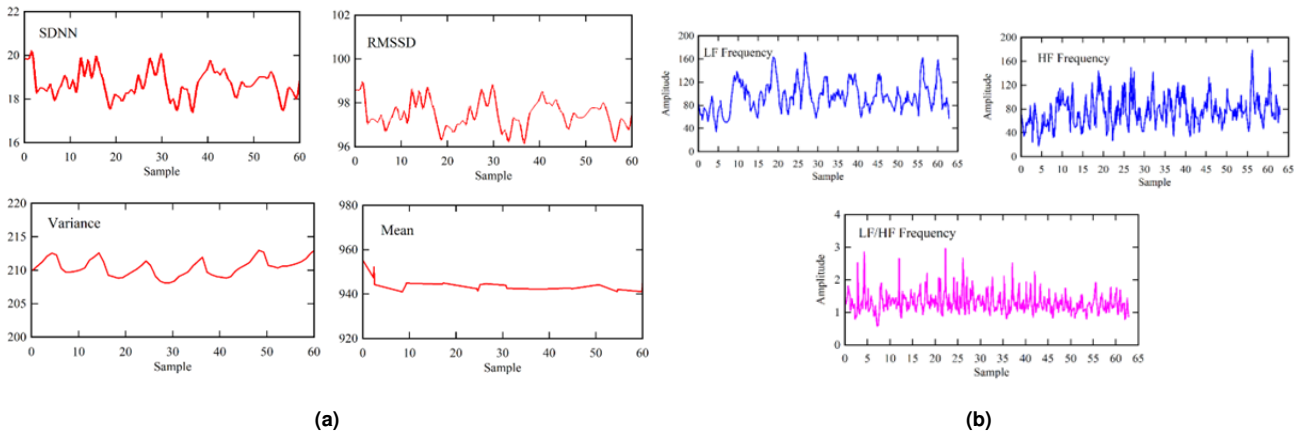 SDNN
22
20
18
16
0 10 20 30 40 50 60
Sample
RMSSD
102
100
98
96
0 10 20 30 40 50 60
Sample
Variance
220
215
210
205
200
0 10 20 30 40 50 60
Sample
Mean
980
960
940
920
0 10 20 30 40 50 60
Sample
(a)
LF Frequency
Amplitude
200
160
120
80
40
0
0 5 10 15 20 25 30 35 40 45 50 55 60 65
Sample
HF Frequency
Amplitude
200
160
120
80
40
0
0 5 10 15 20 25 30 35 40 45 50 55 60 65
Sample
LF/HF Frequency
Amplitude
4
3
2
1
0
0 5 10 15 20 25 30 35 40 45 50 55 60 65
Sample
(b)